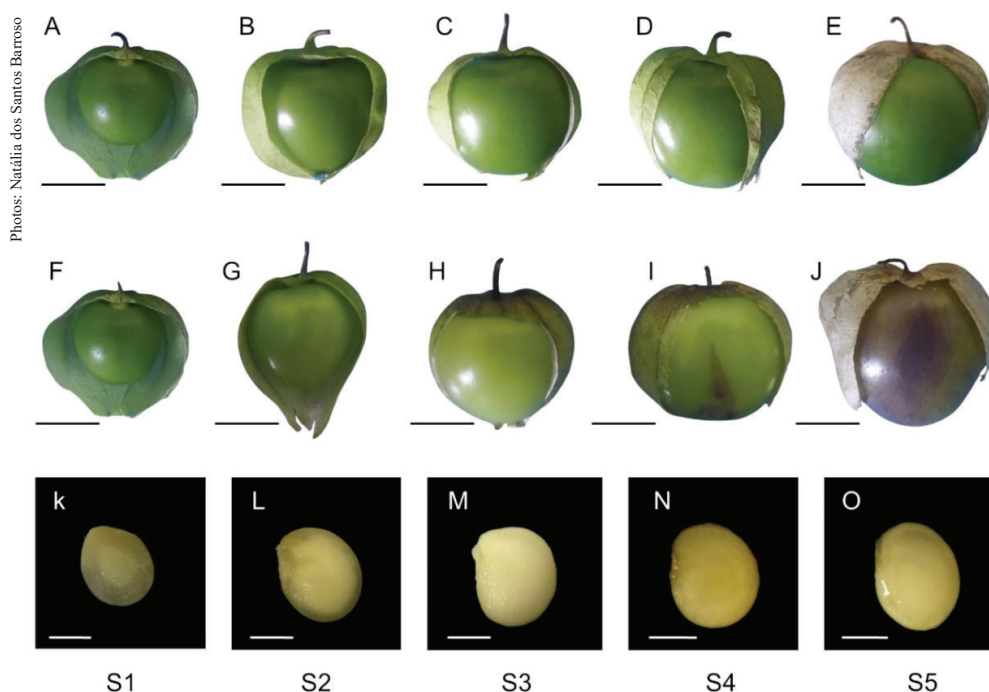 Photos: Natália dos Santos Barroso
A B C D E
F G H I J
k L M N O
S1 S2 S3 S4 S5